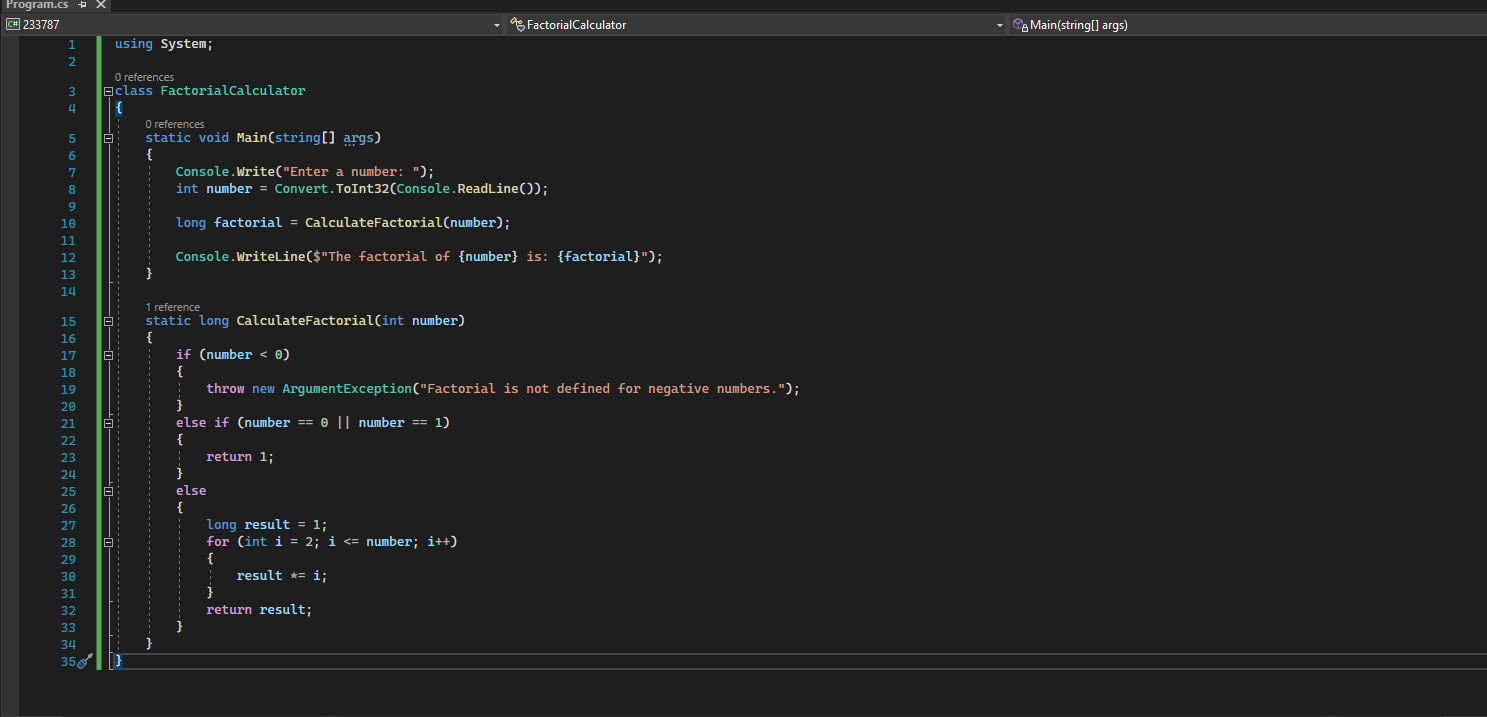 Program.cs
C# 233787 FactorialCalculator Main(string[] args)
1 using System;
2
0 references
3 class FactorialCalculator
4 {
0 references
5 static void Main(string[] args)
6 {
7 Console.Write("Enter a number: ");
8 int number = Convert.ToInt32(Console.ReadLine());
9
10 long factorial = CalculateFactorial(number);
11
12 Console.WriteLine($"The factorial of {number} is: {factorial}");
13 }
14
1 reference
15 static long CalculateFactorial(int number)
16 {
17 if (number < 0)
18 {
19 throw new ArgumentException("Factorial is not defined for negative numbers.");
20 }
21 else if (number == 0 || number == 1)
22 {
23 return 1;
24 }
25 else
26 {
27 long result = 1;
28 for (int i = 2; i <= number; i++)
29 {
30 result *= i;
31 }
32 return result;
33 }
34 }
35 }